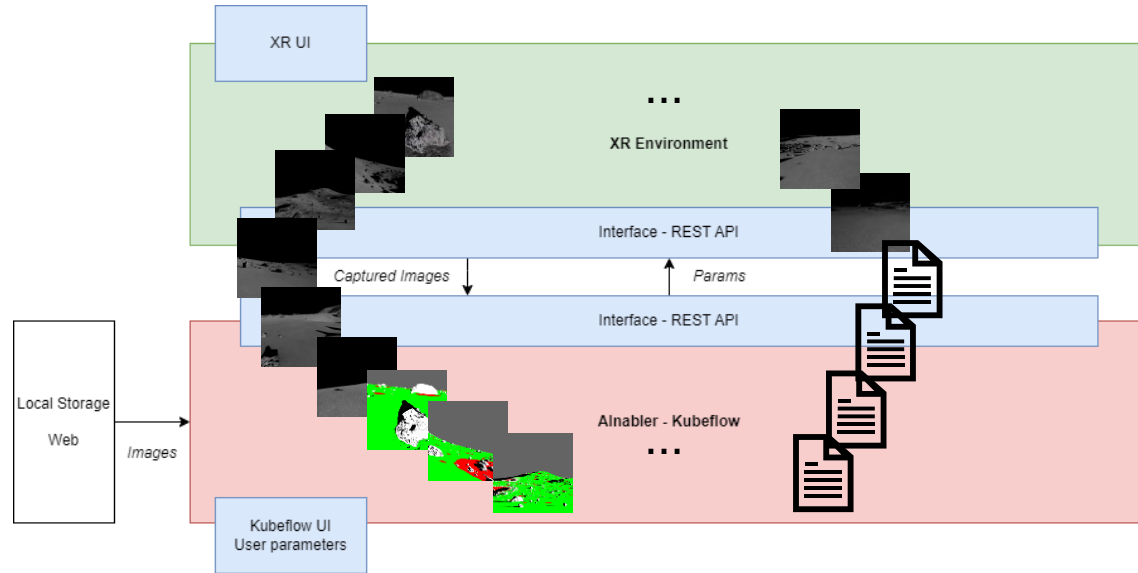 XR UI
...
XR Environment
Interface - REST API
Captured Images
Params
Interface - REST API
Local Storage
Web
Images
AInabler - Kubeflow
...
Kubeflow UI
User parameters